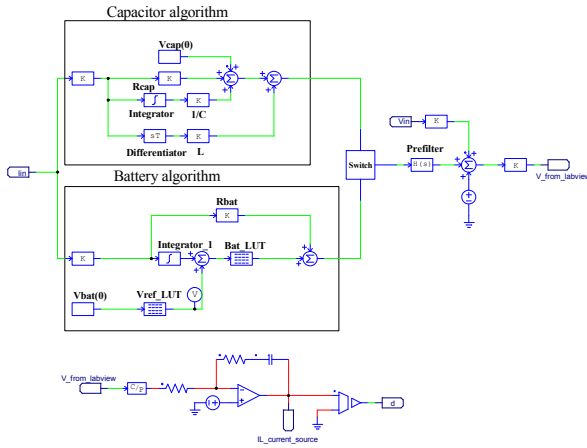 Capacitor algorithm
Vcap(0)
K
K
Rcap
Integrator
∫
K
1/C
sT
K
Differentiator
L
Iin
Switch
Vin
K
Prefilter
H(s)
K
V_from_labview
Battery algorithm
Rbat
K
K
Integrator_1
∫
Bat_LUT
Vbat(0)
Vref_LUT
V
V_from_labview
C/P
IL_current_source
d